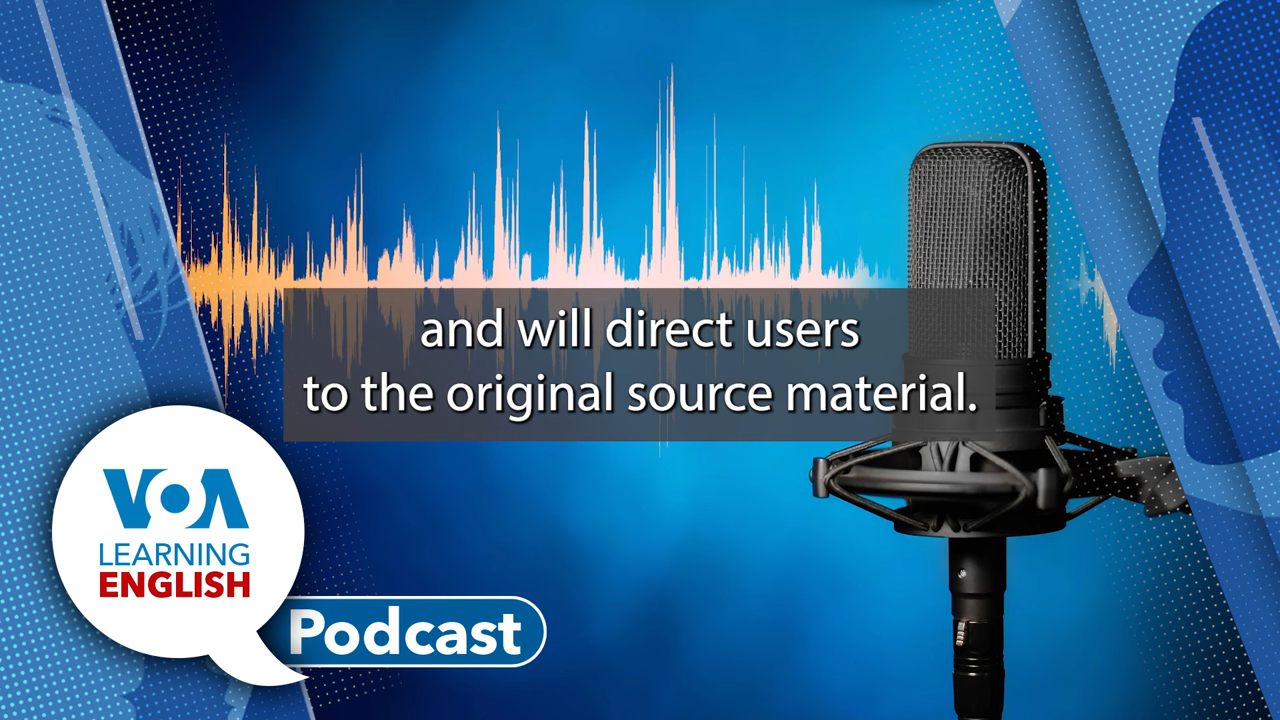 and will direct users
to the original source material.
VOA
LEARNING
ENGLISH
Podcast